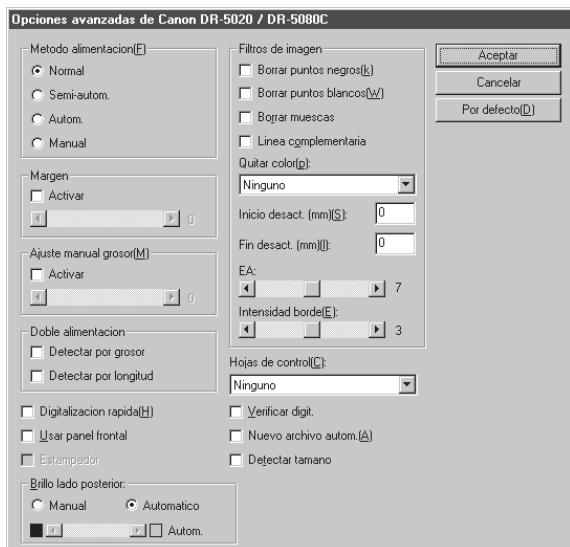 Opciones avanzadas de Canon DR-5020 / DR-5080C
Metodo alimentacion(F)
Normal
Semi-autom.
Autom.
Manual
Margen
Activar
0
Ajuste manual grosor(M)
Activar
0
Doble alimentacion
Detectar por grosor
Detectar por longitud
Digitalizacion rapida(H)
Usar panel frontal
Estampador
Brillo lado posterior:
Manual
Automatico
Autom.
Filtros de imagen
Borrar puntos negros(k)
Borrar puntos blancos(W)
Borrar muescas
Linea complementaria
Quitar color(p):
Ninguno
Inicio desact. (mm)(S): 0
Fin desact. (mm)(I): 0
EA:
7
Intensidad borde(E):
3
Hojas de control(C):
Ninguno
Verificar digit.
Nuevo archivo autom.(A)
Detectar tamano
Aceptar
Cancelar
Por defecto(D)